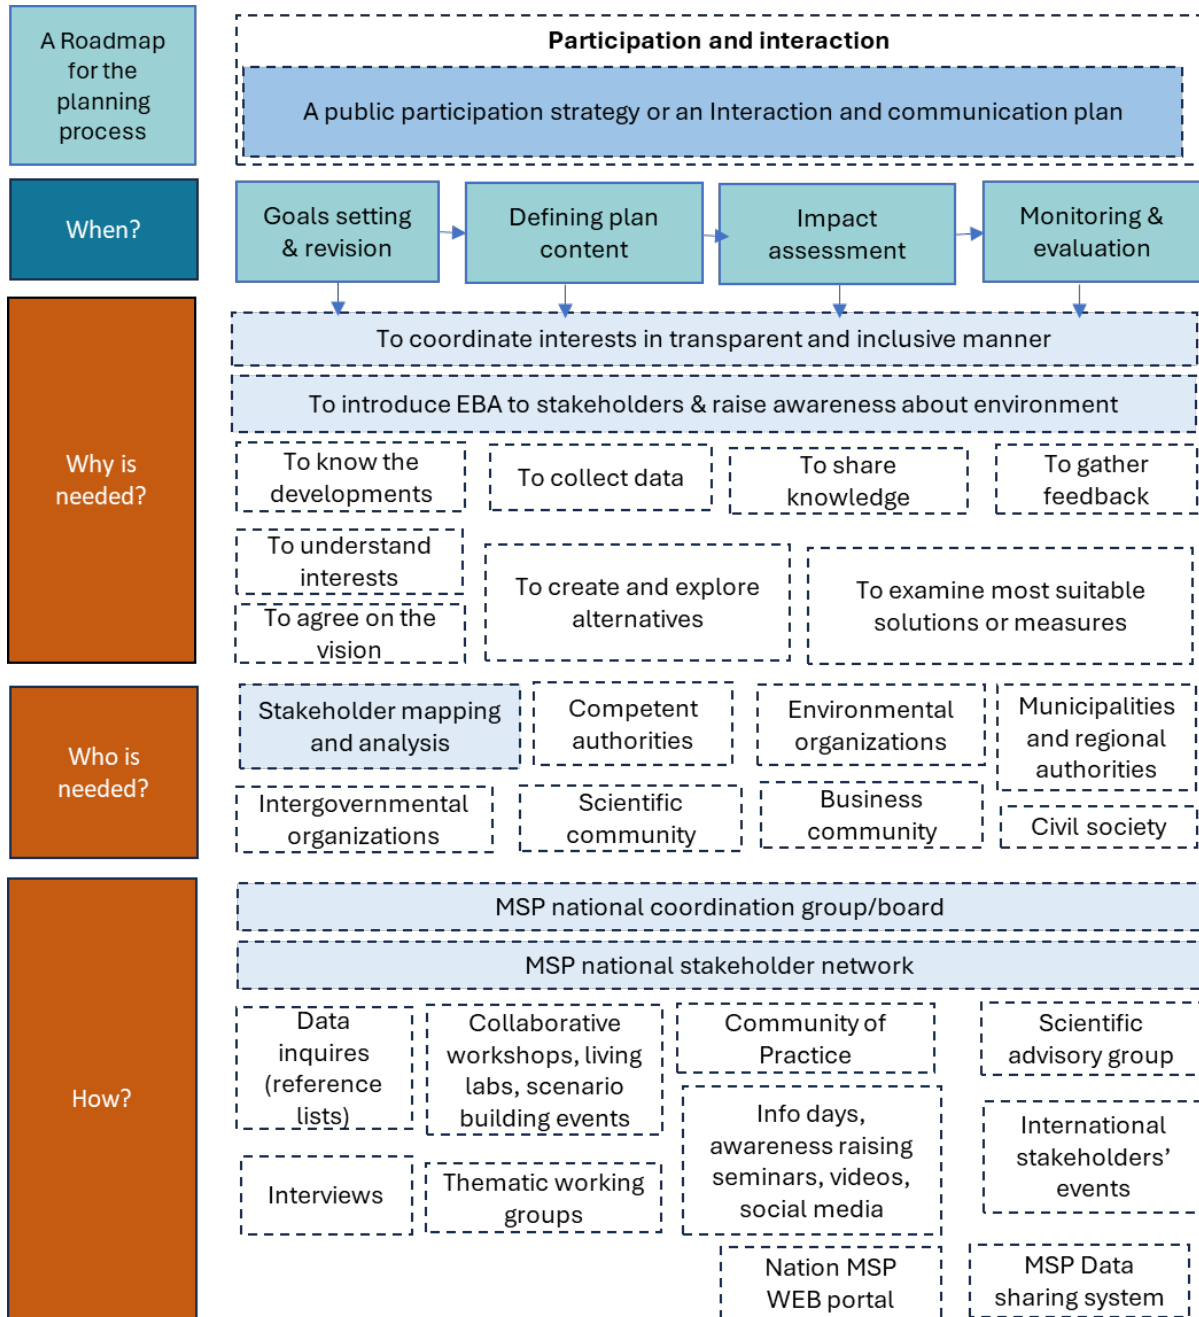 A Roadmap
for the
planning
process
Participation and interaction
A public participation strategy or an Interaction and communication plan
When?
Goals setting
& revision
Defining plan
content
Impact
assessment
Monitoring &
evaluation
Why is
needed?
To coordinate interests in transparent and inclusive manner
To introduce EBA to stakeholders & raise awareness about environment
To know the
developments
To collect data
To share
knowledge
To gather
feedback
To understand
interests
To agree on the
vision
To create and explore
alternatives
To examine most suitable
solutions or measures
Who is
needed?
Stakeholder mapping
and analysis
Competent
authorities
Environmental
organizations
Municipalities
and regional
authorities
Intergovernmental
organizations
Scientific
community
Business
community
Civil society
How?
MSP national coordination group/board
MSP national stakeholder network
Data
inquires
(reference
lists)
Collaborative
workshops, living
labs, scenario
building events
Community of
Practice
Scientific
advisory group
Interviews
Thematic working
groups
Info days,
awareness raising
seminars, videos,
social media
International
stakeholders’
events
Nation MSP
WEB portal
MSP Data
sharing system